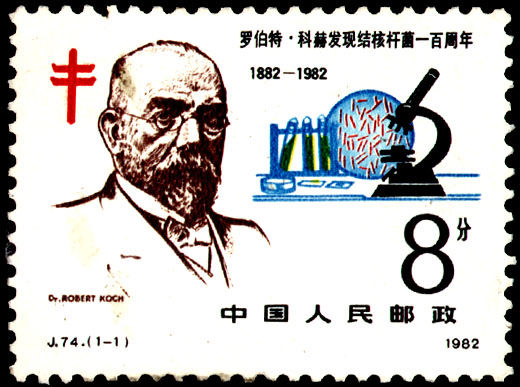 罗伯特·科赫发现结核杆菌一百周年
1882–1982
8分
Dr. ROBERT KOCH
中国人民邮政
J.74.(1-1)
1982